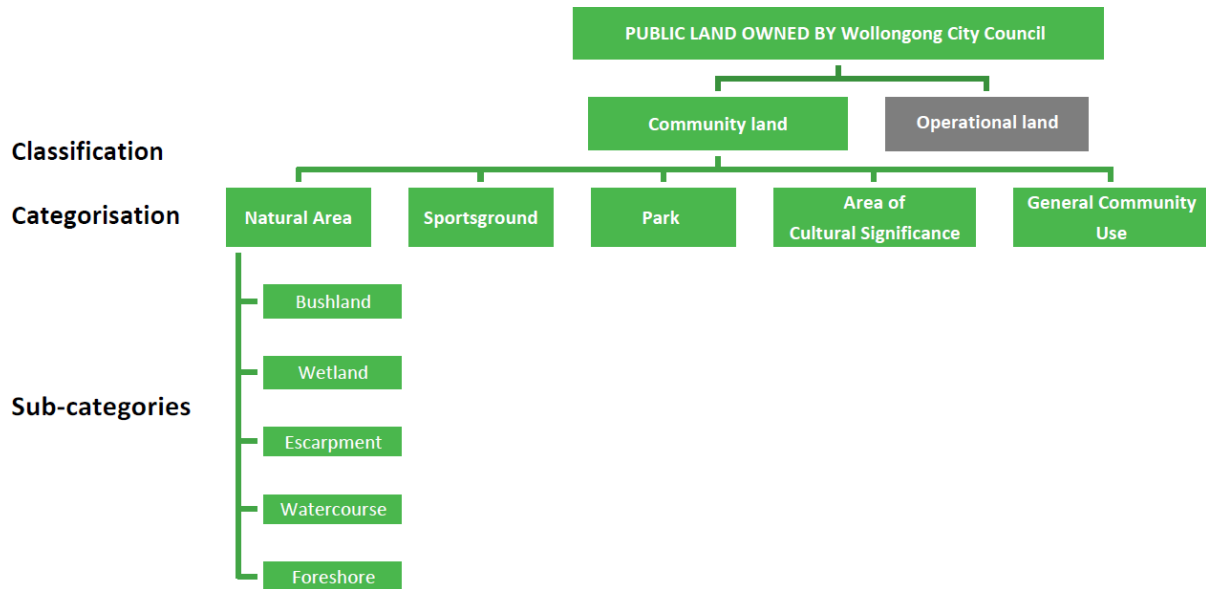 PUBLIC LAND OWNED BY Wollongong City Council
Community land
Operational land
Classification
Categorisation
Natural Area
Sportsground
Park
Area of
Cultural Significance
General Community
Use
Bushland
Wetland
Sub-categories
Escarpment
Watercourse
Foreshore